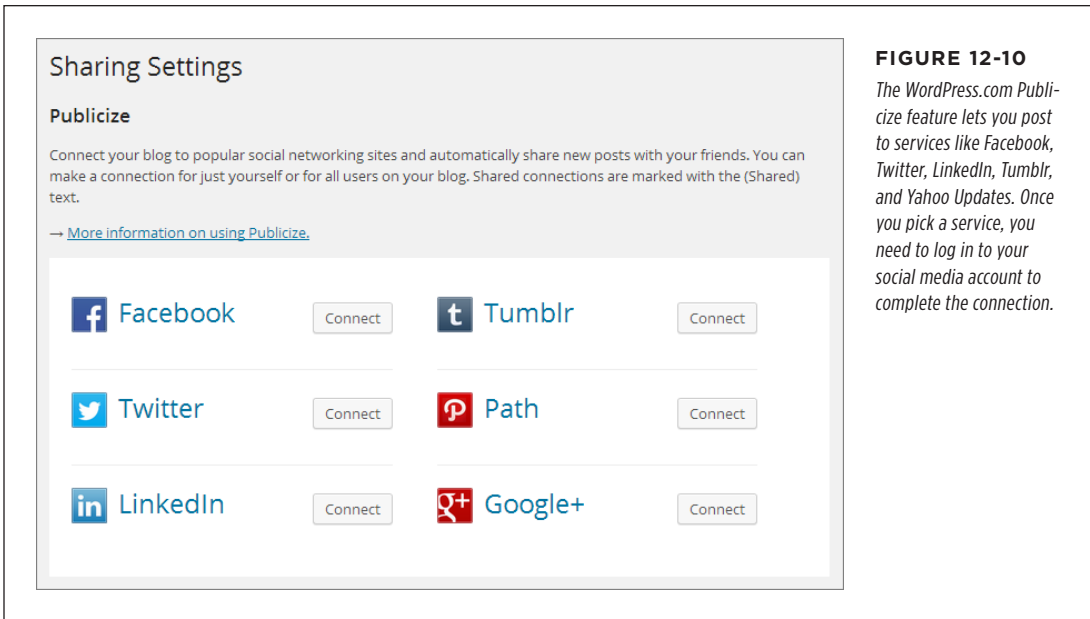 Sharing Settings
Publicize
Connect your blog to popular social networking sites and automatically share new posts with your friends. You can
make a connection for just yourself or for all users on your blog. Shared connections are marked with the (Shared)
text.
→ More information on using Publicize.
Facebook Connect
Tumblr Connect
Twitter Connect
Path Connect
LinkedIn Connect
Google+ Connect
FIGURE 12-10
The WordPress.com Publi-
cize feature lets you post
to services like Facebook,
Twitter, LinkedIn, Tumblr,
and Yahoo Updates. Once
you pick a service, you
need to log in to your
social media account to
complete the connection.